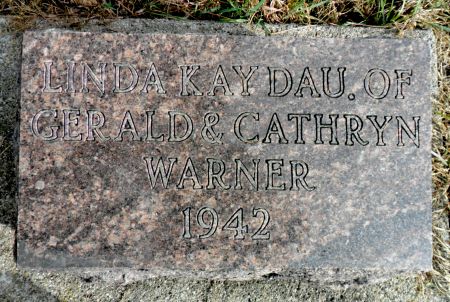 LINDA KAY DAU. OF
GERALD & CATHRYN
WARNER
1942